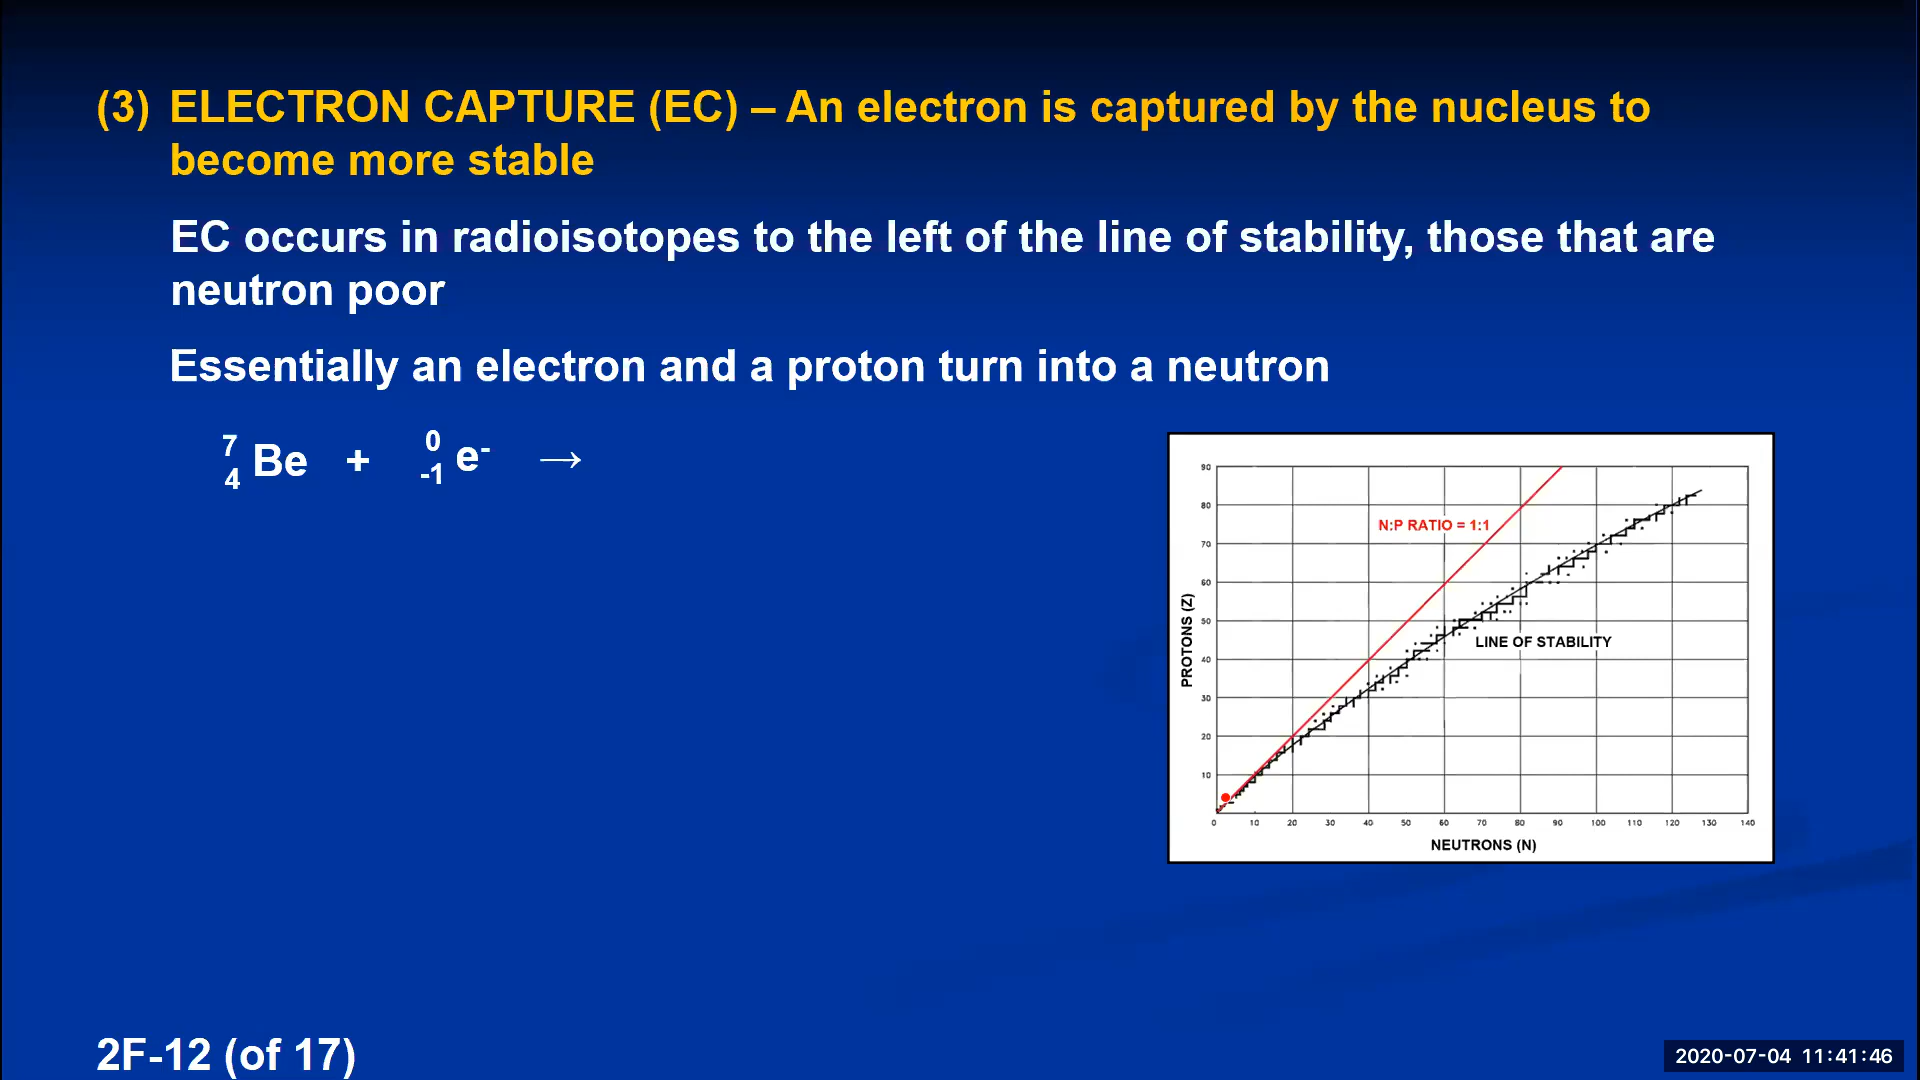 (3) ELECTRON CAPTURE (EC) – An electron is captured by the nucleus to
become more stable
EC occurs in radioisotopes to the left of the line of stability, those that are
neutron poor
Essentially an electron and a proton turn into a neutron
7 4 Be + 0 -1 e- →
90
80
N:P RATIO = 1:1
70
60
50
LINE OF STABILITY
40
30
20
10
PROTONS (Z)
0 10 20 30 40 50 60 70 80 90 100 110 120 130 140
NEUTRONS (N)
2F-12 (of 17)
2020-07-04 11:41:46